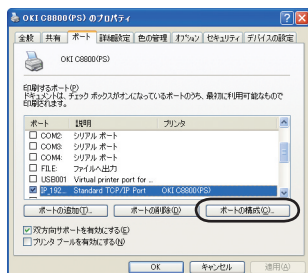 OKI C8800(PS) のプロパティ
全般 共有 ポート 詳細設定 色の管理 オプション セキュリティ デバイスの設定
OKI C8800(PS)
印刷するポート(P)
ドキュメントは、チェック ボックスがオンになっているポートのうち、最初に利用可能なもので
印刷されます。
ポート 説明 プリンタ
COM2: シリアル ポート
COM3: シリアル ポート
COM4: シリアル ポート
FILE: ファイルへ出力
USB001 Virtual printer port for ...
IP_192... Standard TCP/IP Port OKI C8800(PS)
ポートの追加(T)... ポートの削除(D) ポートの構成(C)...
双方向サポートを有効にする(E)
プリンタ プールを有効にする(N)
OK キャンセル 適用(A)